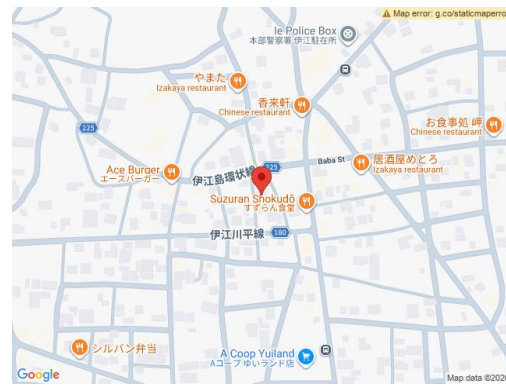 Map error: g.co/staticmaperro
Ie Police Box
本部警察署 伊江駐在所
やまた
Izakaya restaurant
香来軒
Chinese restaurant
お食事処 岬
Chinese restaurant
225
Ace Burger
エースバーガー
伊江島環状線
225
Baba St
居酒屋めとろ
Izakaya restaurant
Suzuran Shokudō
すずらん食堂
伊江川平線
180
シルバン弁当
A Coop Yuiland
Aコープ ゆいランド店
Google
Map data ©2026